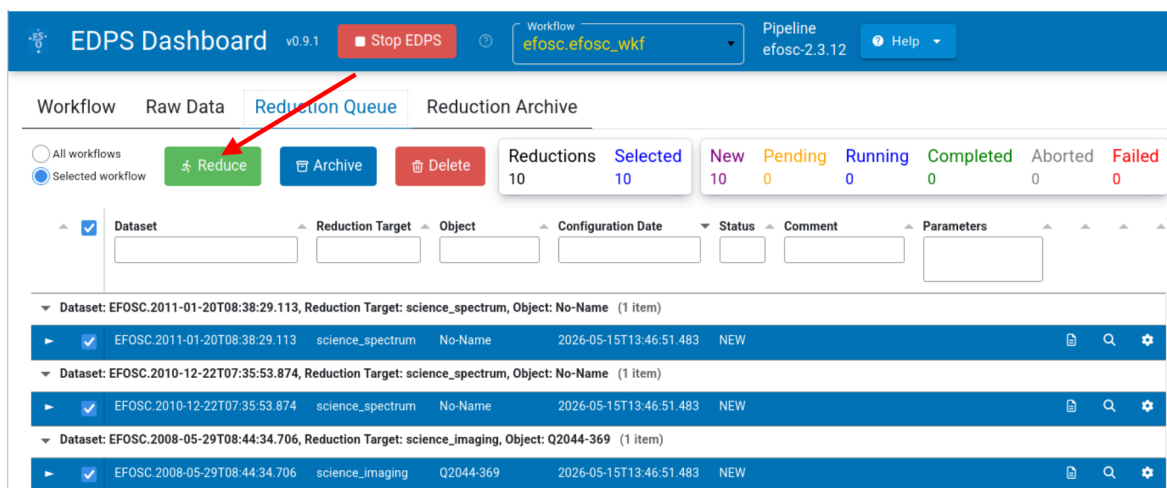 EDPS Dashboard v0.9.1 Stop EDPS Workflow efosc.efosc_wkf Pipeline efosc-2.3.12 Help
Workflow Raw Data Reduction Queue Reduction Archive
All workflows
Selected workflow
Reduce Archive Delete
Reductions Selected New Pending Running Completed Aborted Failed
10 10 10 0 0 0 0 0
Dataset Reduction Target Object Configuration Date Status Comment Parameters
Dataset: EFOSC.2011-01-20T08:38:29.113, Reduction Target: science_spectrum, Object: No-Name (1 item)
EFOSC.2011-01-20T08:38:29.113 science_spectrum No-Name 2026-05-15T13:46:51.483 NEW
Dataset: EFOSC.2010-12-22T07:35:53.874, Reduction Target: science_spectrum, Object: No-Name (1 item)
EFOSC.2010-12-22T07:35:53.874 science_spectrum No-Name 2026-05-15T13:46:51.483 NEW
Dataset: EFOSC.2008-05-29T08:44:34.706, Reduction Target: science_imaging, Object: Q2044-369 (1 item)
EFOSC.2008-05-29T08:44:34.706 science_imaging Q2044-369 2026-05-15T13:46:51.483 NEW